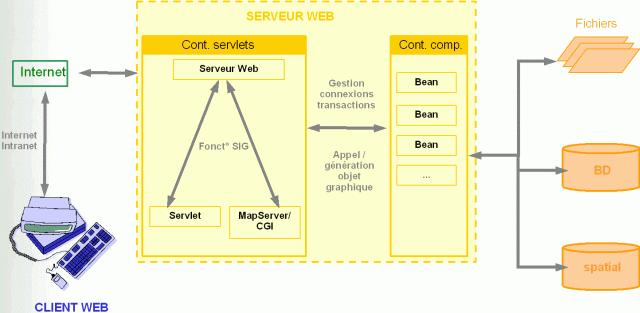 SERVEUR WEB
Fichiers
Cont. servlets
Cont. comp.
Internet
Serveur Web
Gestion
connexions
transactions
Bean
Bean
Bean
...
Internet
Intranet
Fonct° SIG
Appel /
génération
objet
graphique
BD
Servlet
MapServer/
CGI
spatial
CLIENT WEB